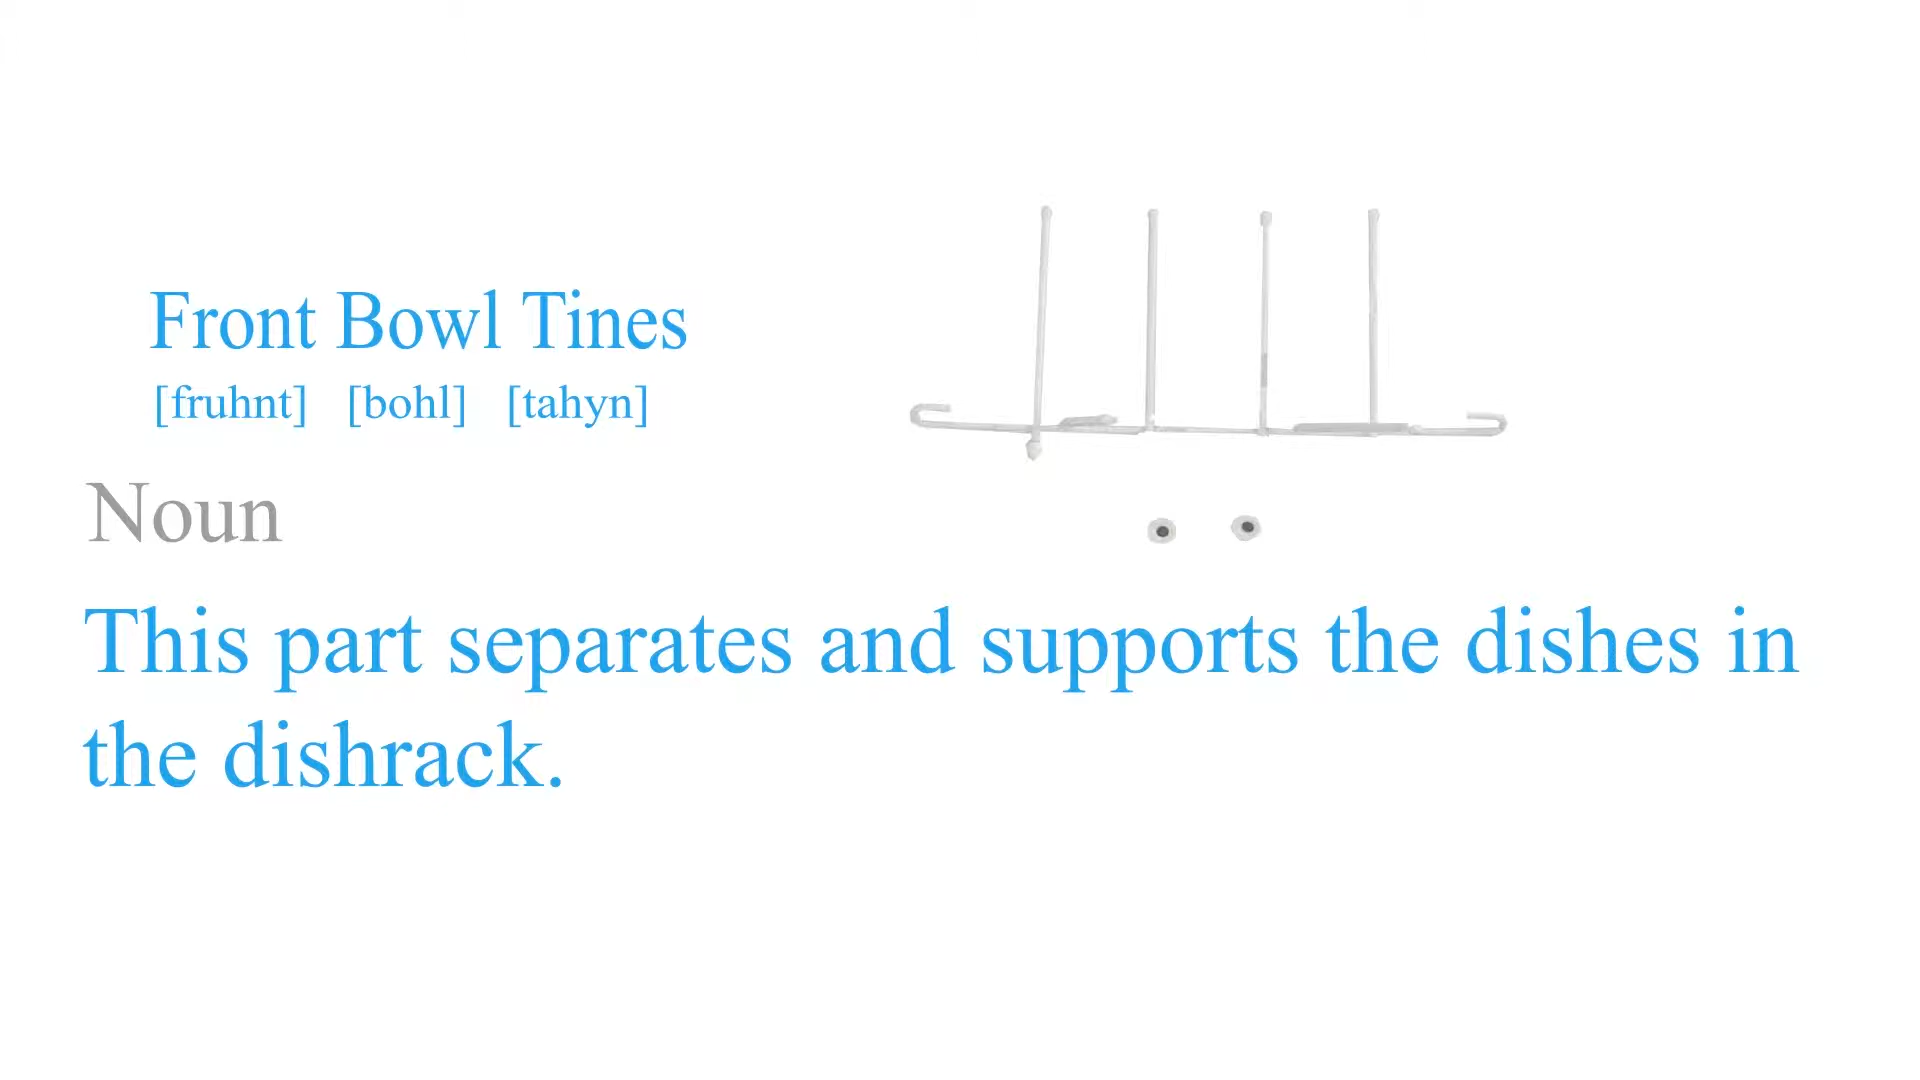 Front Bowl Tines
[fruhnt] [bohl] [tahyn]
Noun
This part separates and supports the dishes in
the dishrack.